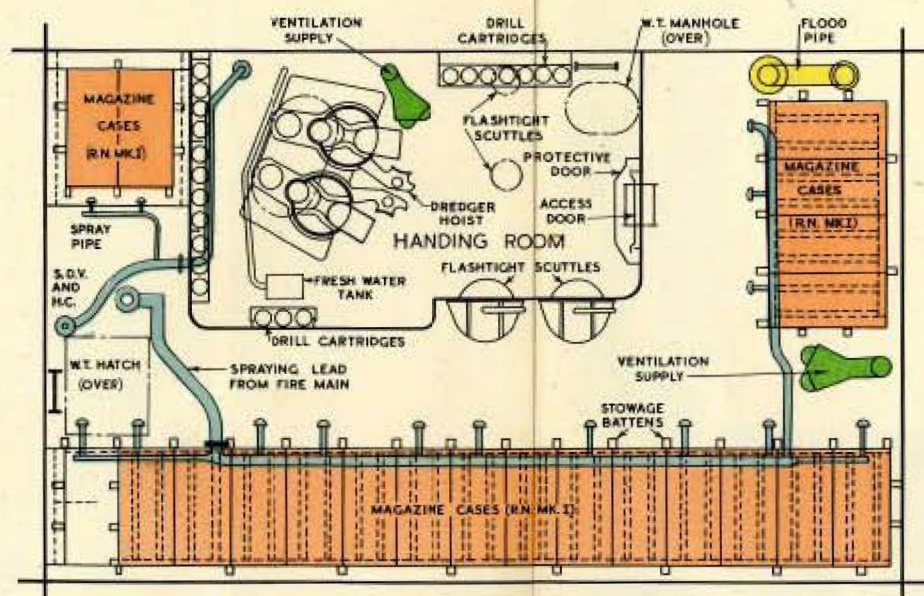 VENTILATION
SUPPLY
DRILL
CARTRIDGES
W.T. MANHOLE
(OVER)
FLOOD
PIPE
MAGAZINE
CASES
(R.N. MK.I)
FLASHTIGHT
SCUTTLES
PROTECTIVE
DOOR
MAGAZINE
CASES
(R.N. MK.I)
DREDGER
HOIST
ACCESS
DOOR
SPRAY
PIPE
HANDING ROOM
S.D.V.
AND
H.C.
FRESH WATER
TANK
FLASHTIGHT SCUTTLES
DRILL CARTRIDGES
W.T. HATCH
(OVER)
SPRAYING LEAD
FROM FIRE MAIN
VENTILATION
SUPPLY
STOWAGE
BATTENS
MAGAZINE CASES (R.N. MK.I)